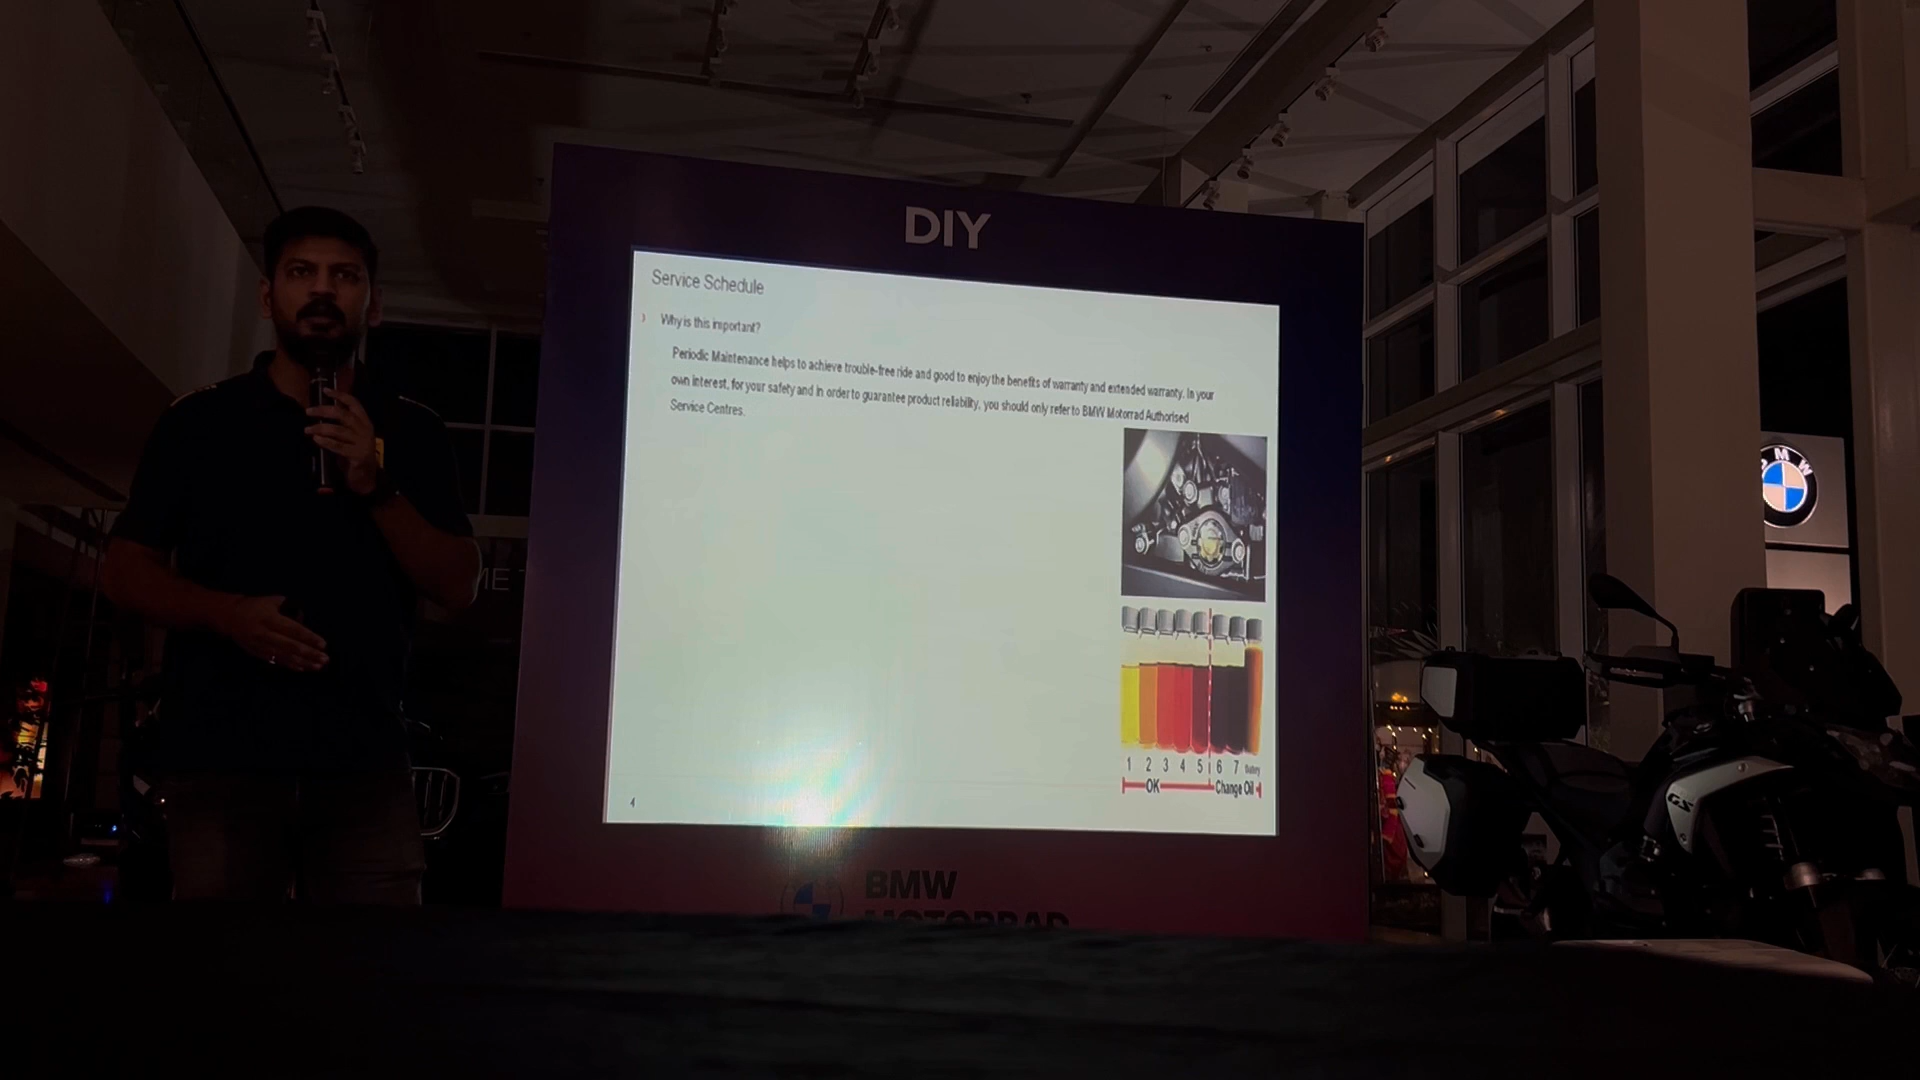 DIY
Service Schedule
Why is this important?
Periodic Maintenance helps to achieve trouble-free ride and good to enjoy the benefits of warranty and extended warranty. In your
own interest, for your safety and in order to guarantee product reliability, you should only refer to BMW Motorrad Authorised
Service Centres.
1 2 3 4 5 6 7
OK Change Oil
4
BMW
MOTORRAD
BMW
GS